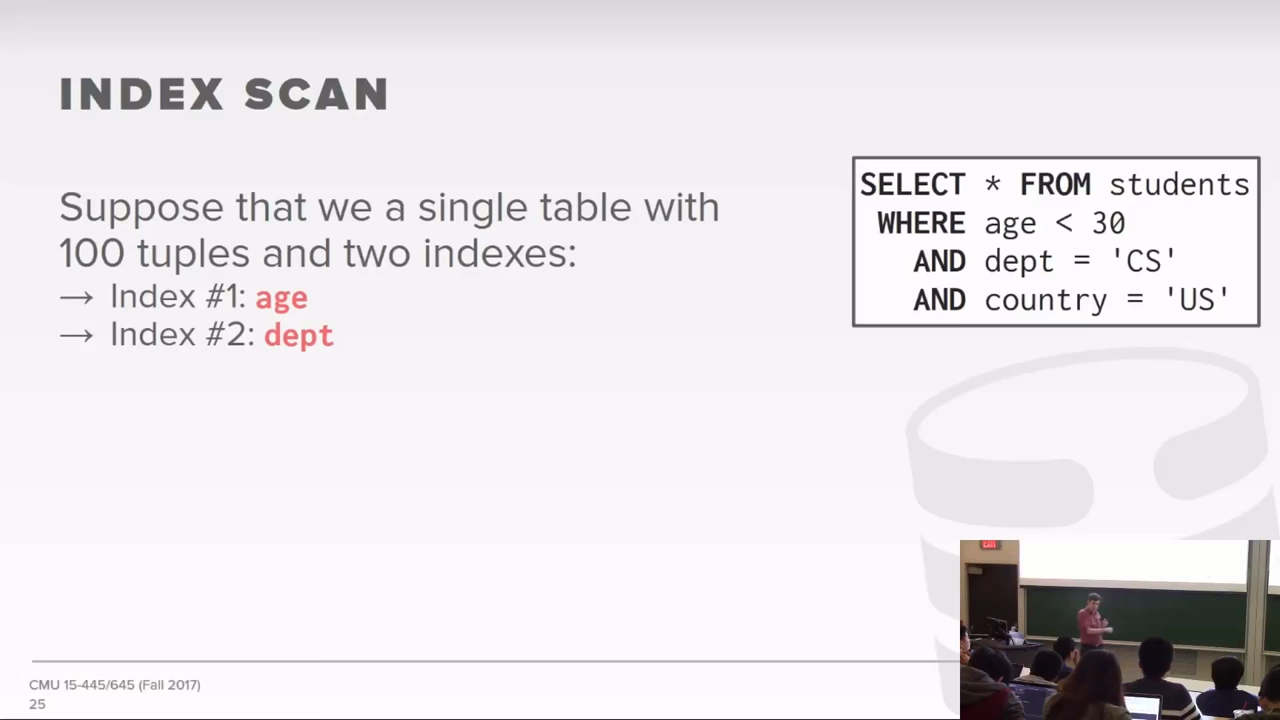 INDEX SCAN
Suppose that we a single table with
100 tuples and two indexes:
→ Index #1: age
→ Index #2: dept
SELECT * FROM students
WHERE age < 30
AND dept = 'CS'
AND country = 'US'
CMU 15-445/645 (Fall 2017)
25
EXIT